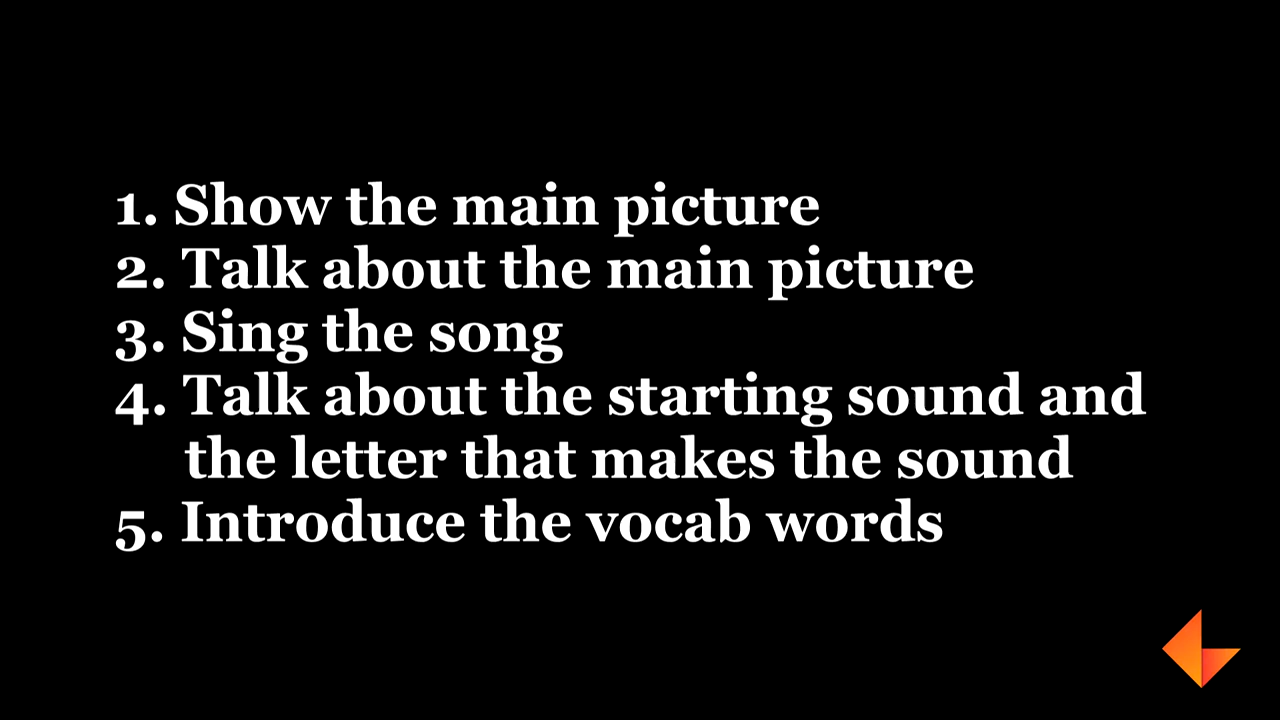 1. Show the main picture
2. Talk about the main picture
3. Sing the song
4. Talk about the starting sound and
the letter that makes the sound
5. Introduce the vocab words